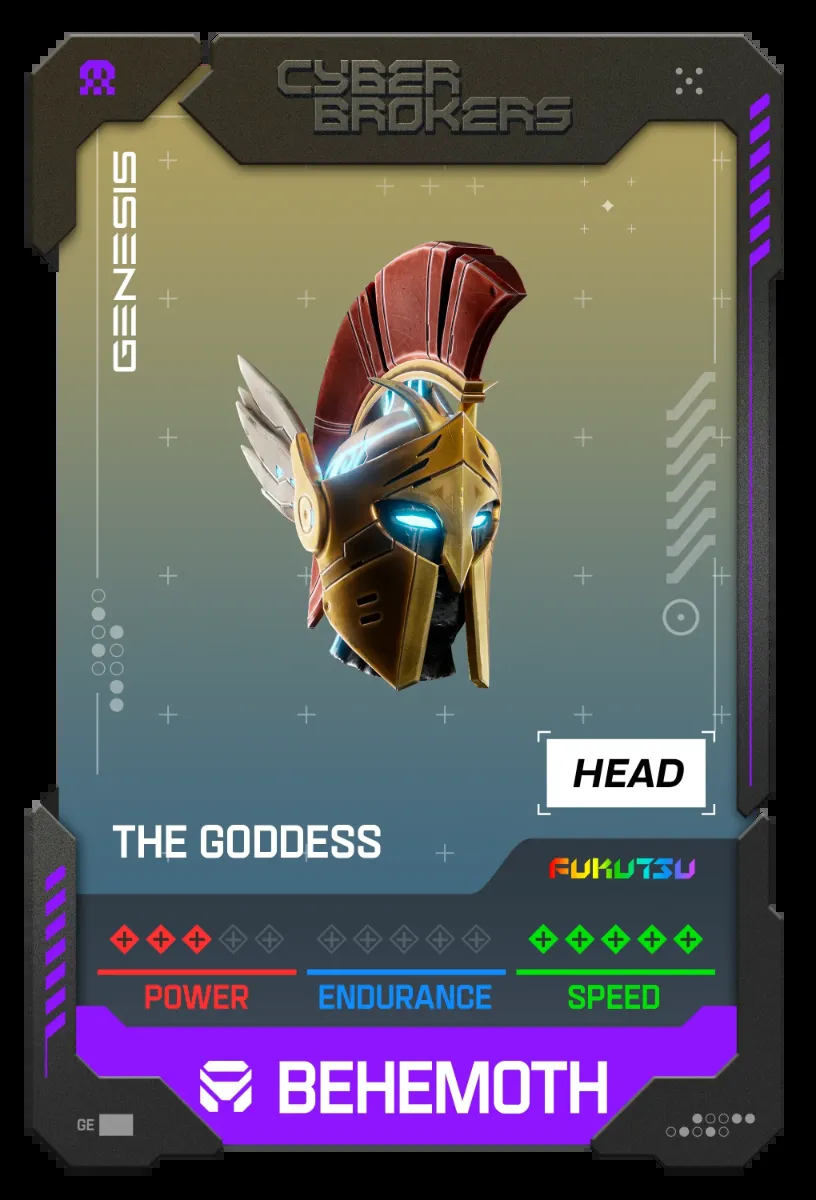 CYBER
BROKERS
GENESIS
HEAD
THE GODDESS
FUKUTSU
POWER
ENDURANCE
SPEED
BEHEMOTH
GE